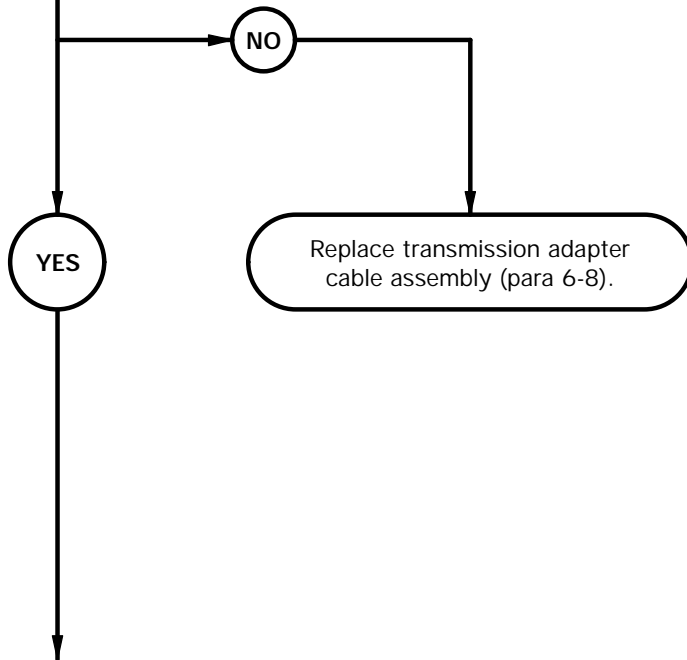 NO
YES
Replace transmission adapter
cable assembly (para 6-8).